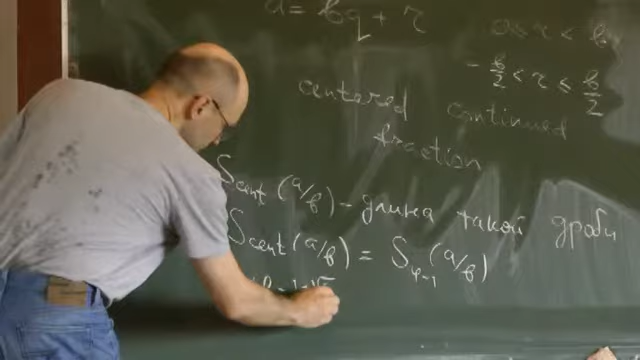 a = bq + r
0 ≤ r < b
- b/2 < r ≤ b/2
centered continued
fraction
S_cent (a/b) - длина такой дроби
S_cent (a/b) = S_φ-1 (a/b)